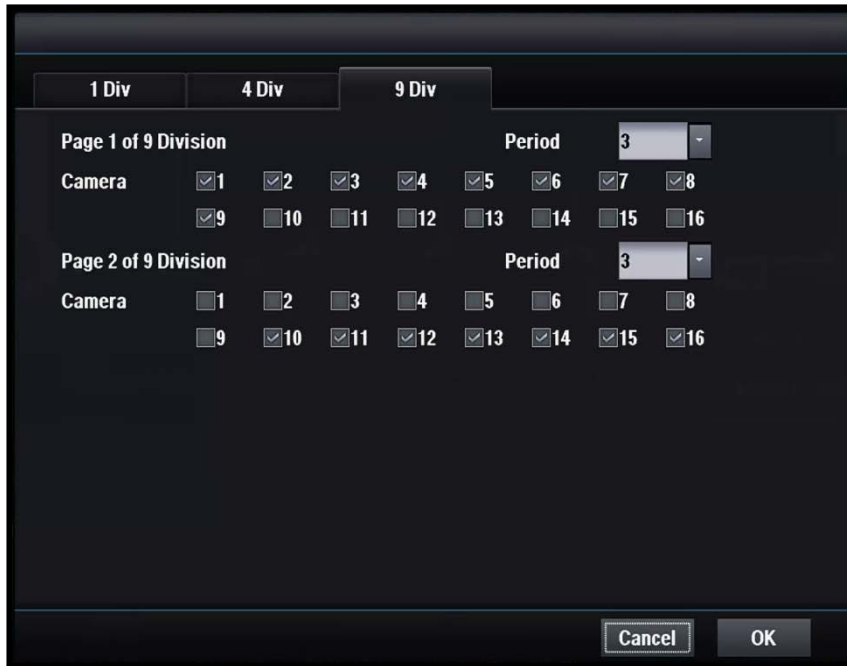 1 Div 4 Div 9 Div
Page 1 of 9 Division Period 3
Camera 1 2 3 4 5 6 7 8
9 10 11 12 13 14 15 16
Page 2 of 9 Division Period 3
Camera 1 2 3 4 5 6 7 8
9 10 11 12 13 14 15 16
Cancel OK